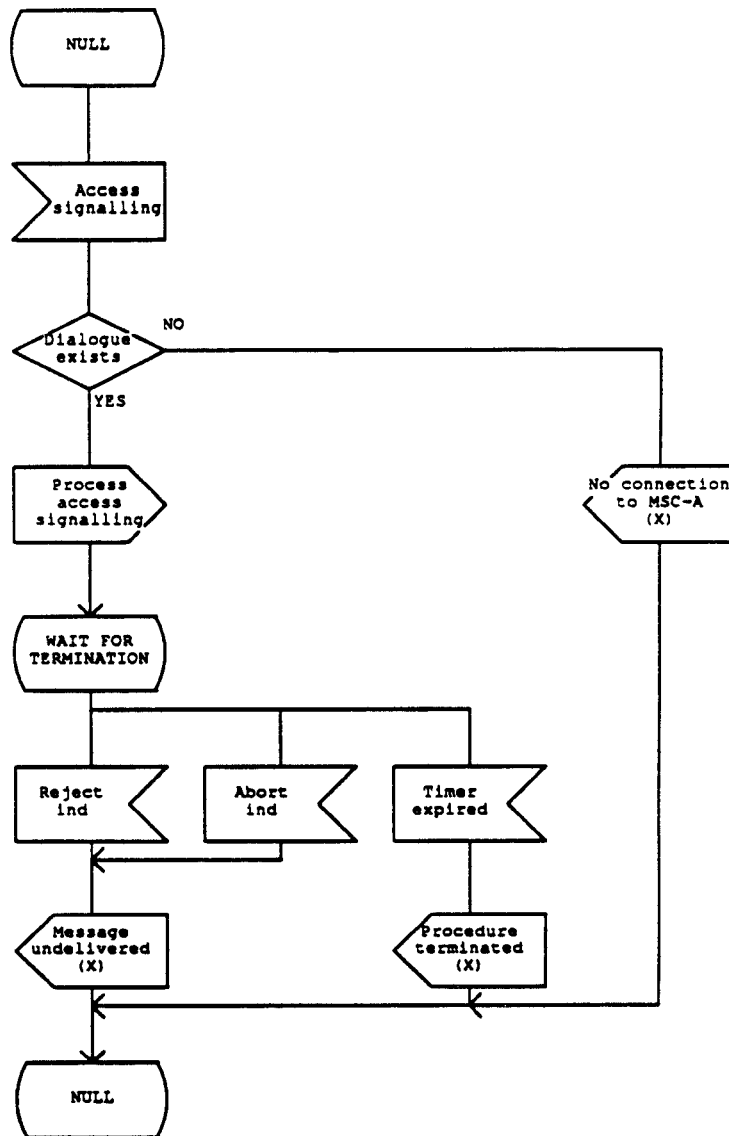 NULL
Access
signalling
Dialogue
exists
NO
YES
Process
access
signalling
No connection
to MSC-A
(X)
WAIT FOR
TERMINATION
Reject
ind
Abort
ind
Timer
expired
Message
undelivered
(X)
Procedure
terminated
(X)
NULL